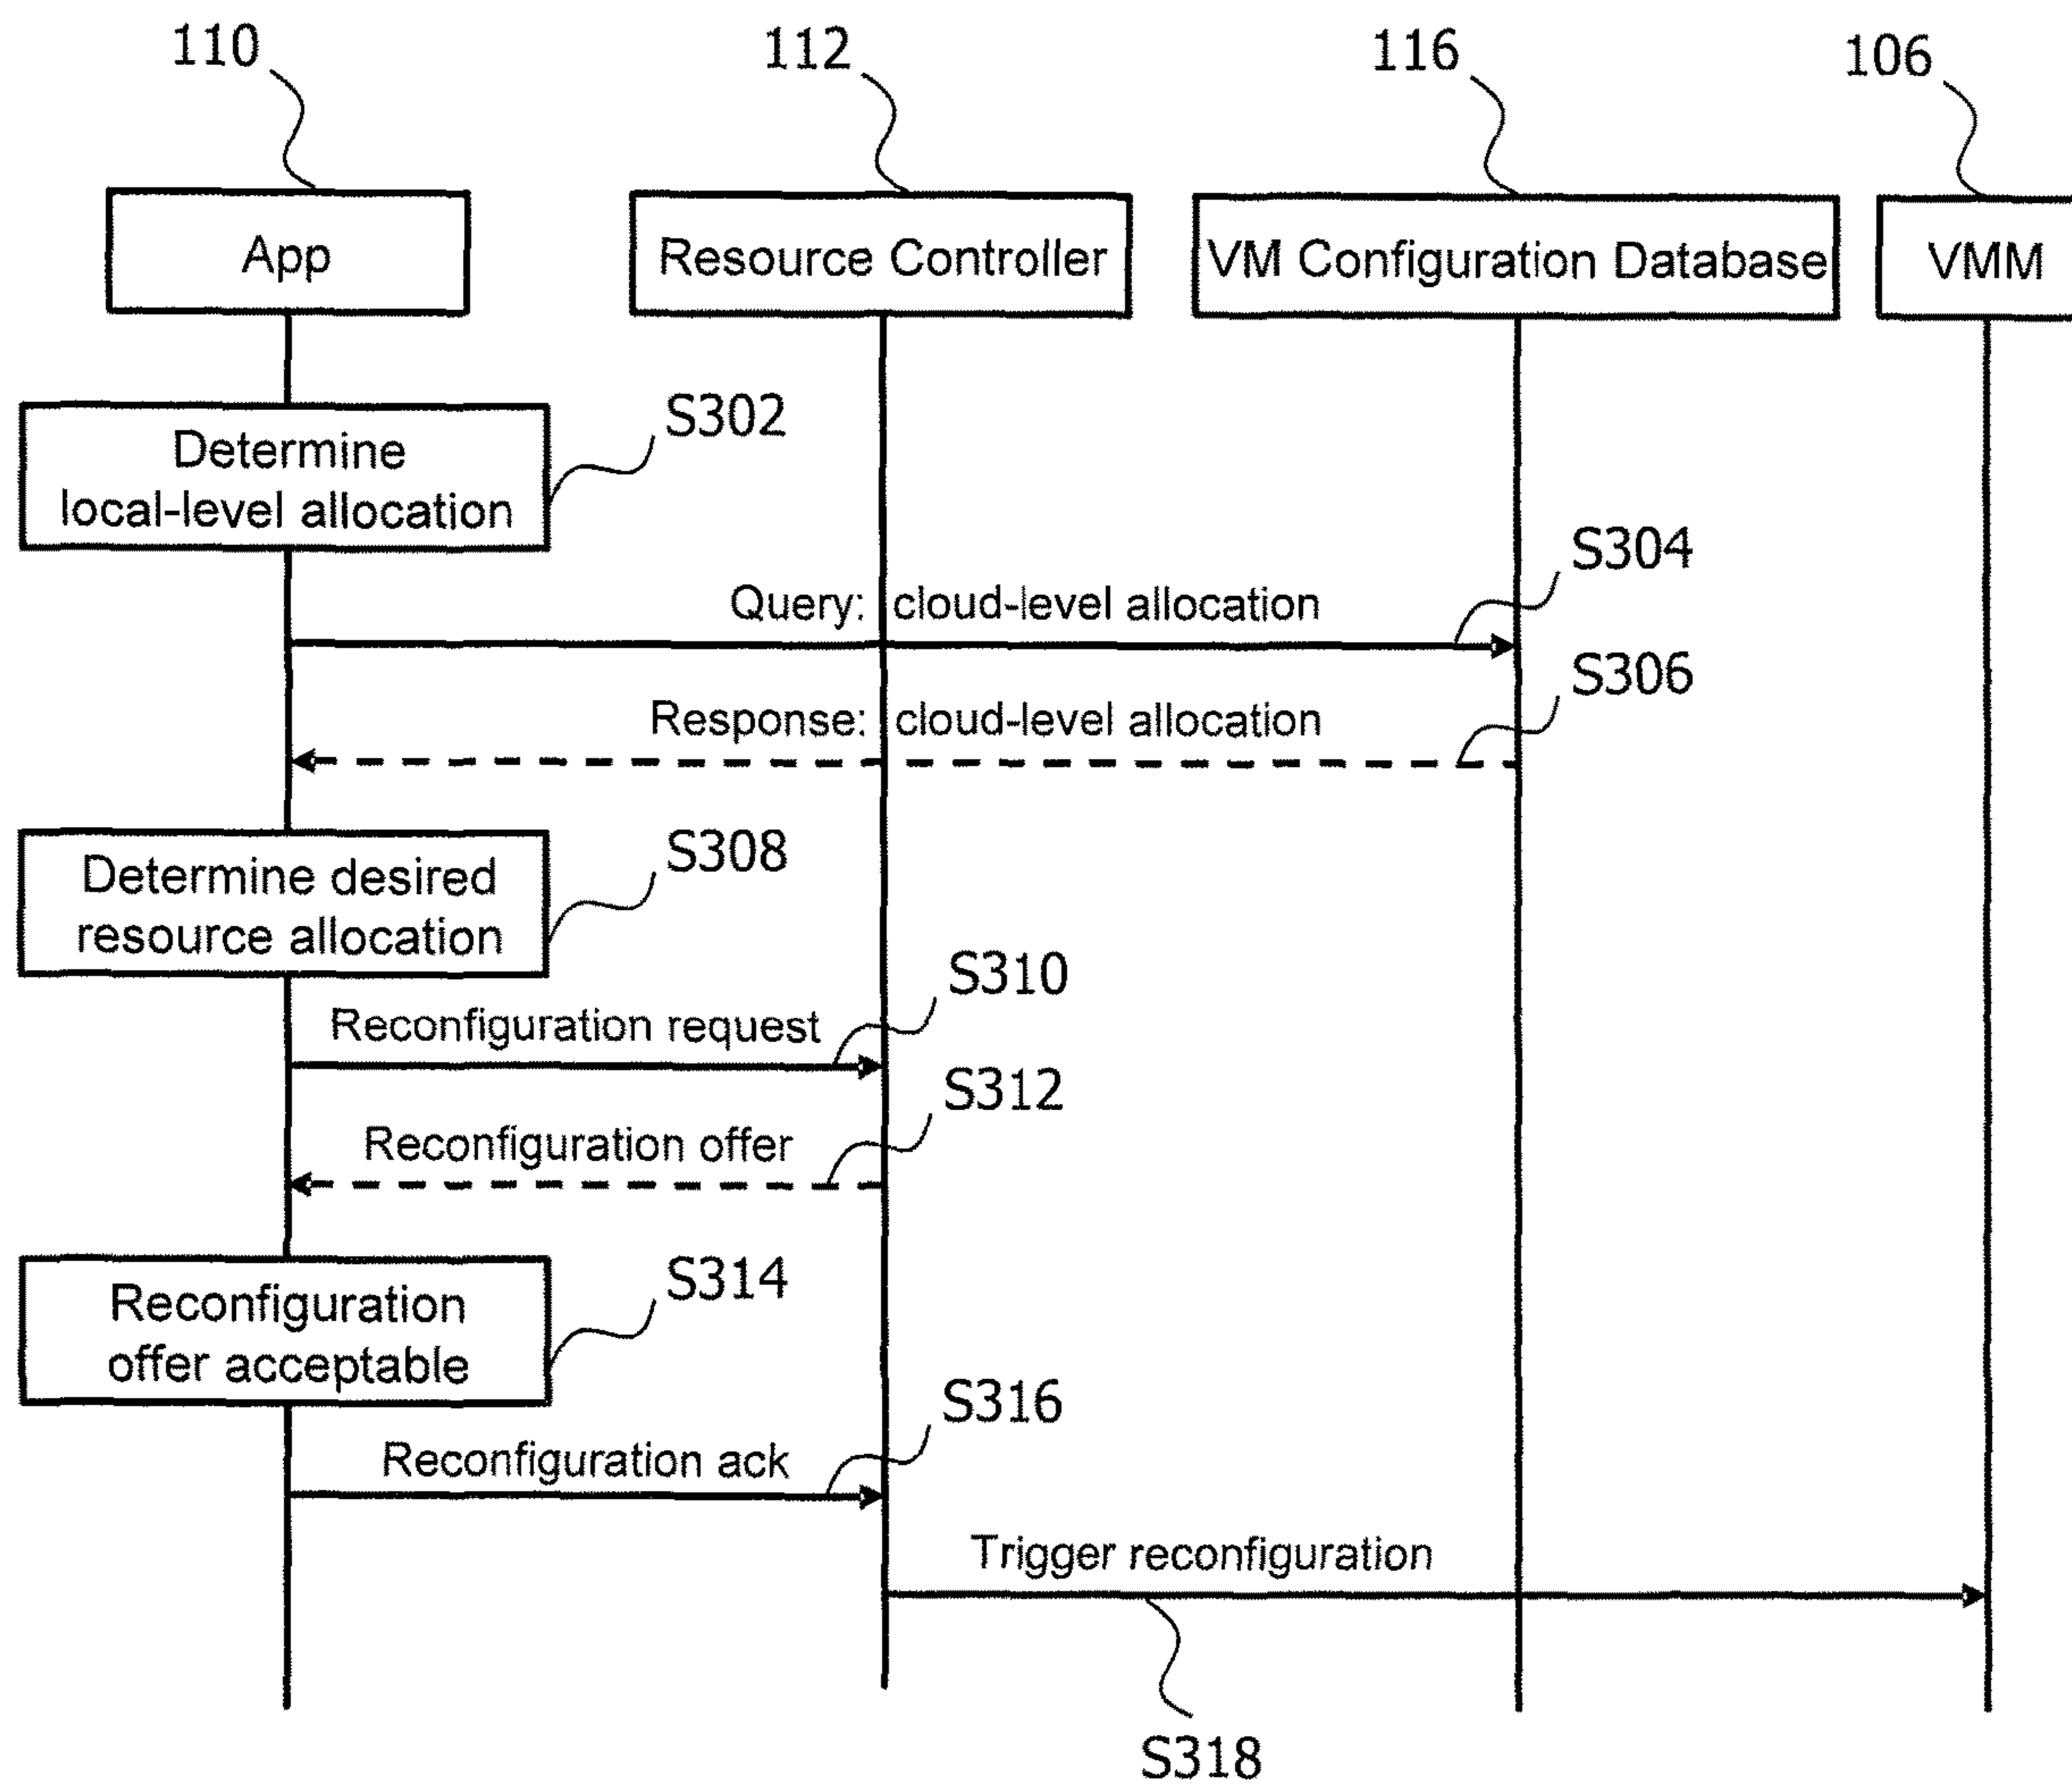 110
112
116
106
App
Resource Controller
VM Configuration Database
VMM
S302
Determine
local-level allocation
S304
Query: cloud-level allocation
S306
Response: cloud-level allocation
S308
Determine desired
resource allocation
S310
Reconfiguration request
S312
Reconfiguration offer
S314
Reconfiguration
offer acceptable
S316
Reconfiguration ack
Trigger reconfiguration
S318